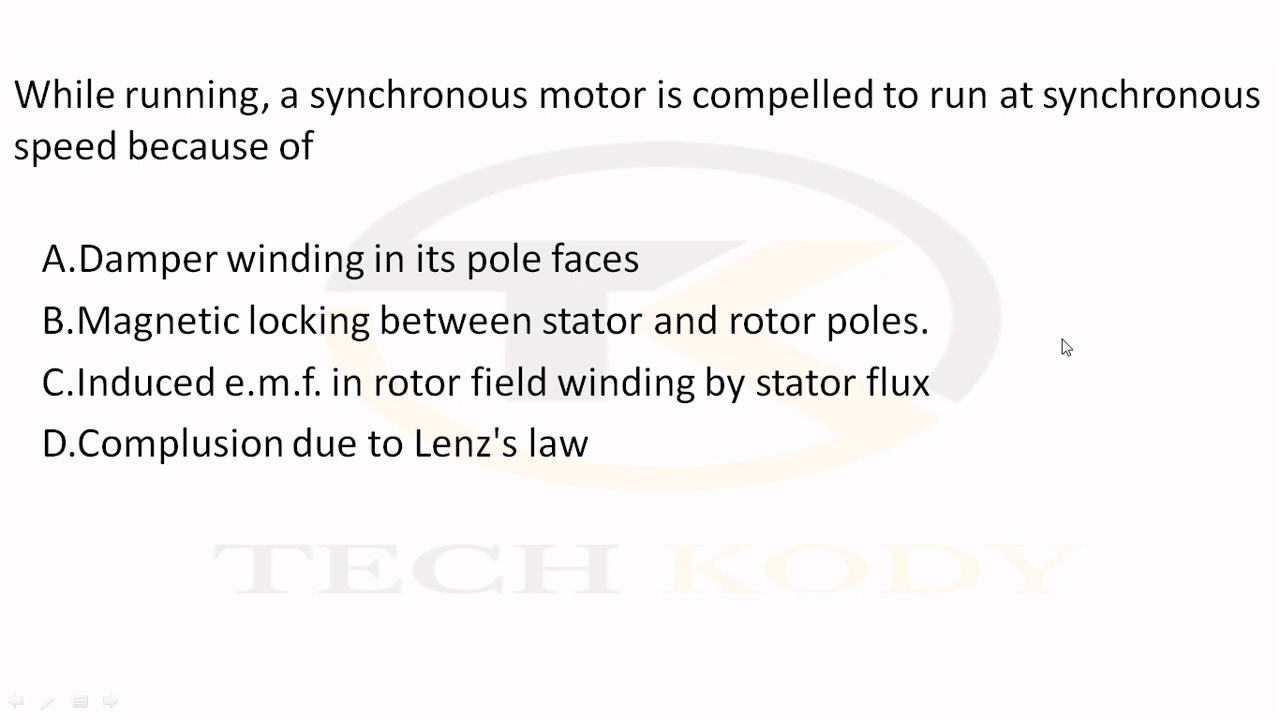 While running, a synchronous motor is compelled to run at synchronous
speed because of
A.Damper winding in its pole faces
B.Magnetic locking between stator and rotor poles.
C.Induced e.m.f. in rotor field winding by stator flux
D.Complusion due to Lenz's law
TECH KODY